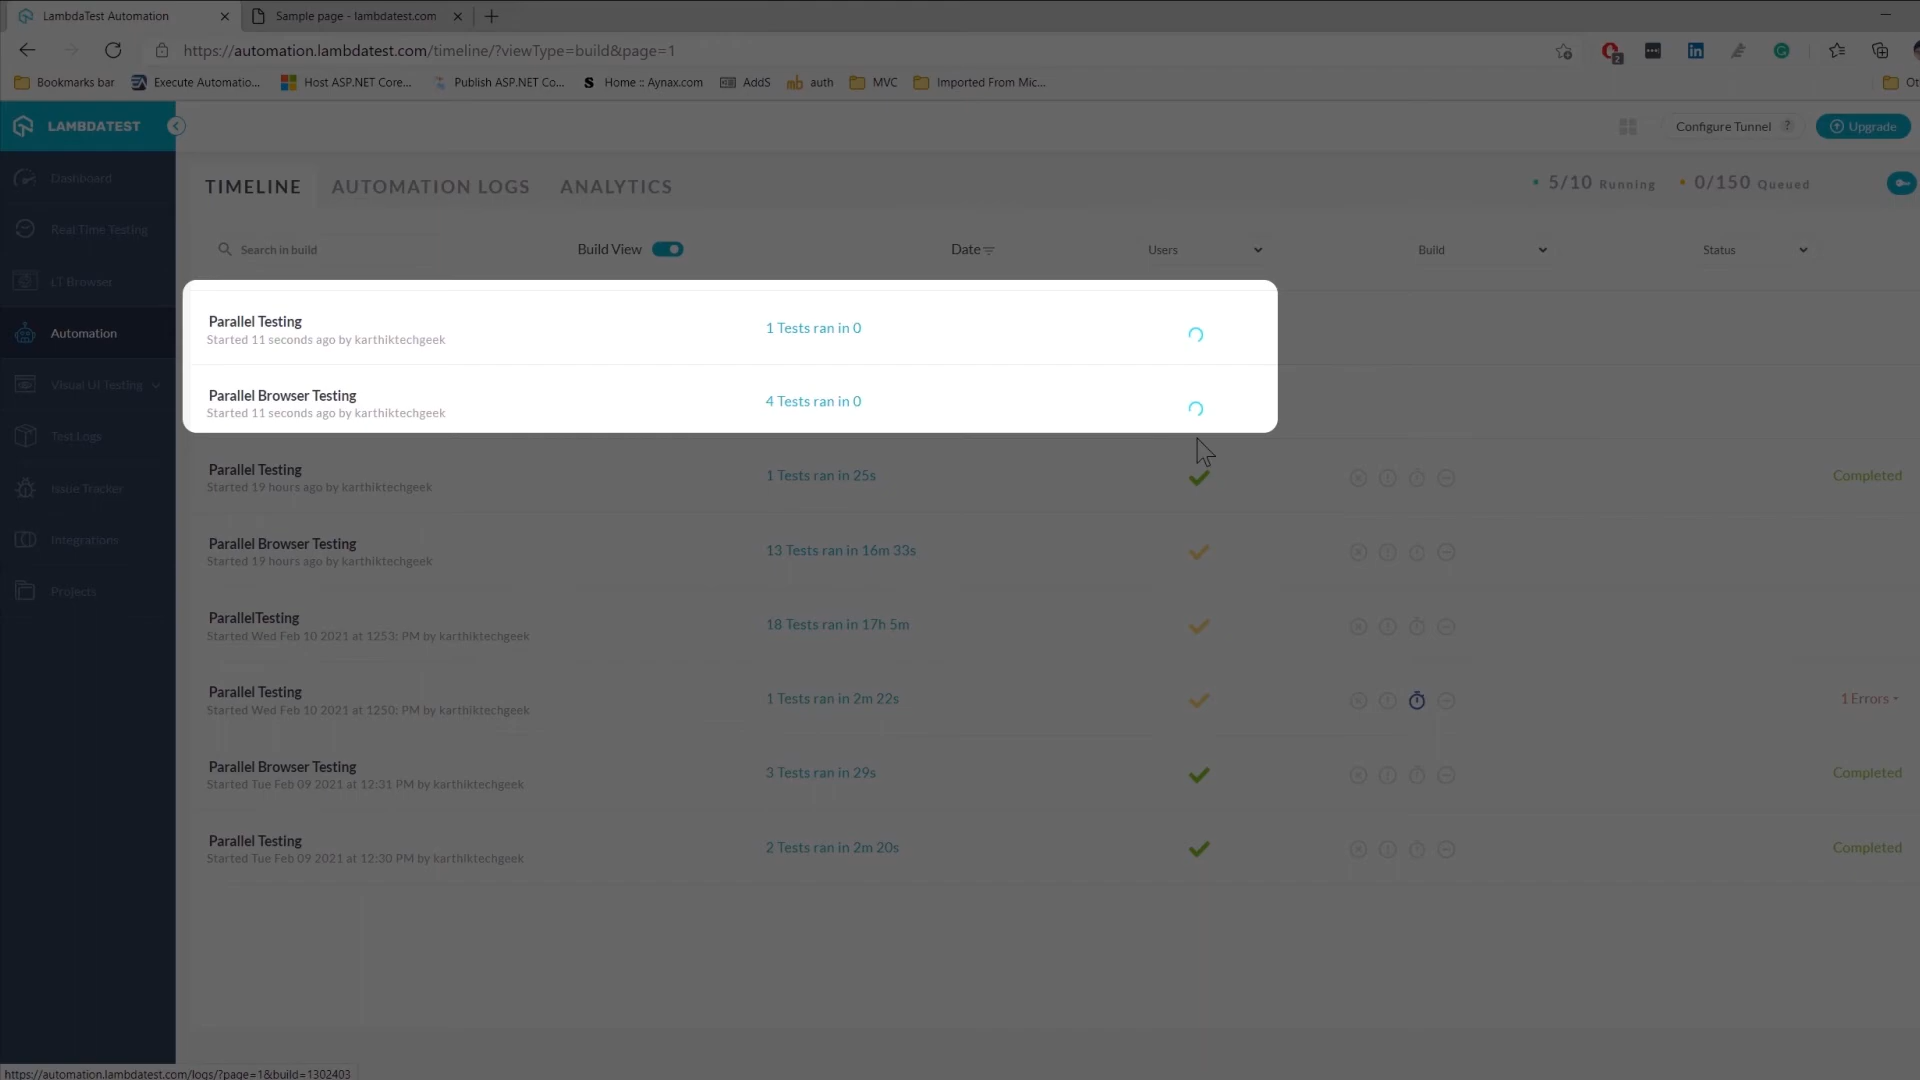 LambdaTest Automation
Sample page - lambdatest.com
https://automation.lambdatest.com/timeline/?viewType=build&page=1
2
Bookmarks bar
Execute Automatio...
Host ASP.NET Core...
Publish ASP.NET Co...
Home :: Aynax.com
AddS
auth
MVC
Imported From Mic...
Ot
LAMBDATEST
Configure Tunnel ?
Upgrade
Dashboard
Real Time Testing
LT Browser
Automation
Visual UI Testing
Test Logs
Issue Tracker
Integrations
Projects
TIMELINE
AUTOMATION LOGS
ANALYTICS
5/10 Running
0/150 Queued
Search in build
Build View
Date
Users
Build
Status
Parallel Testing
1 Tests ran in 0
Started 11 seconds ago by karthiktechgeek
Parallel Browser Testing
4 Tests ran in 0
Started 11 seconds ago by karthiktechgeek
Parallel Testing
1 Tests ran in 25s
Completed
Started 19 hours ago by karthiktechgeek
Parallel Browser Testing
13 Tests ran in 16m 33s
Started 19 hours ago by karthiktechgeek
ParallelTesting
18 Tests ran in 17h 5m
Started Wed Feb 10 2021 at 1253: PM by karthiktechgeek
Parallel Testing
1 Tests ran in 2m 22s
1 Errors
Started Wed Feb 10 2021 at 1250: PM by karthiktechgeek
Parallel Browser Testing
3 Tests ran in 29s
Completed
Started Tue Feb 09 2021 at 12:31 PM by karthiktechgeek
Parallel Testing
2 Tests ran in 2m 20s
Completed
Started Tue Feb 09 2021 at 12:30 PM by karthiktechgeek
https://automation.lambdatest.com/logs/?page=1&build=1302403